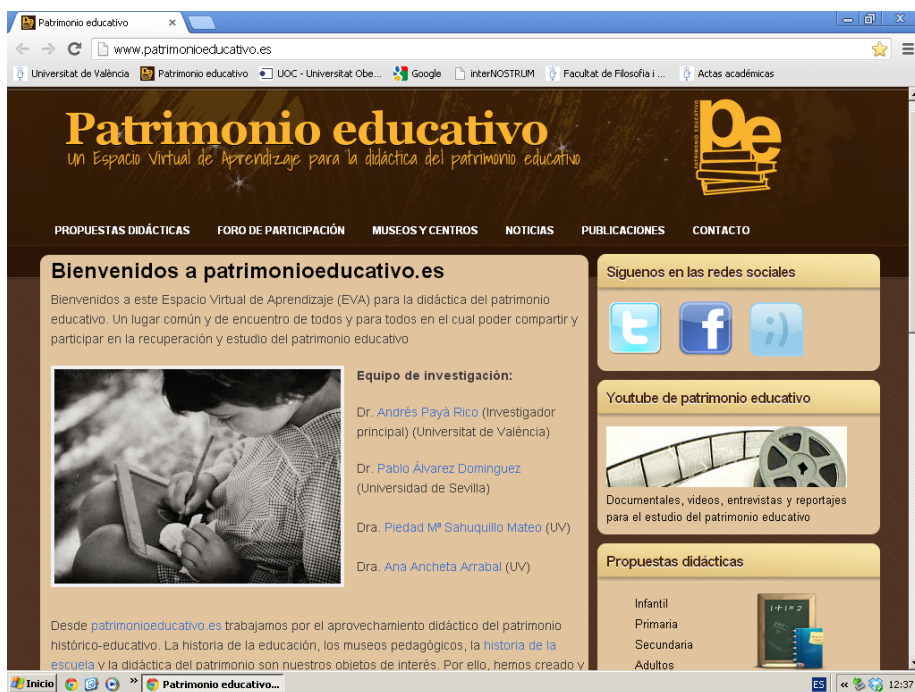 Patrimonio educativo
www.patrimonioeducativo.es
Universitat de València
Patrimonio educativo
UOC - Universitat Obe...
Google
interNOSTRUM
Facultat de Filosofia i ...
Actas académicas
Patrimonio educativo
Un Espacio Virtual de Aprendizaje para la didáctica del patrimonio educativo
pe
PATRIMONIO EDUCATIVO
PROPUESTAS DIDÁCTICAS
FORO DE PARTICIPACIÓN
MUSEOS Y CENTROS
NOTICIAS
PUBLICACIONES
CONTACTO
Bienvenidos a patrimonioeducativo.es
Bienvenidos a este Espacio Virtual de Aprendizaje (EVA) para la didáctica del patrimonio
educativo. Un lugar común y de encuentro de todos y para todos en el cual poder compartir y
participar en la recuperación y estudio del patrimonio educativo
Equipo de investigación:
Dr. Andrés Payà Rico (Investigador
principal) (Universitat de València)
Dr. Pablo Álvarez Domínguez
(Universidad de Sevilla)
Dra. Piedad Mª Sahuquillo Mateo (UV)
Dra. Ana Ancheta Arrabal (UV)
Desde patrimonioeducativo.es trabajamos por el aprovechamiento didáctico del patrimonio
histórico-educativo. La historia de la educación, los museos pedagógicos, la historia de la
escuela y la didáctica del patrimonio son nuestros objetos de interés. Por ello, hemos creado y
Síguenos en las redes sociales
Youtube de patrimonio educativo
Documentales, videos, entrevistas y reportajes
para el estudio del patrimonio educativo
Propuestas didácticas
Infantil
Primaria
Secundaria
Adultos
1+1=2
Inicio
Patrimonio educativo...
ES
12:37